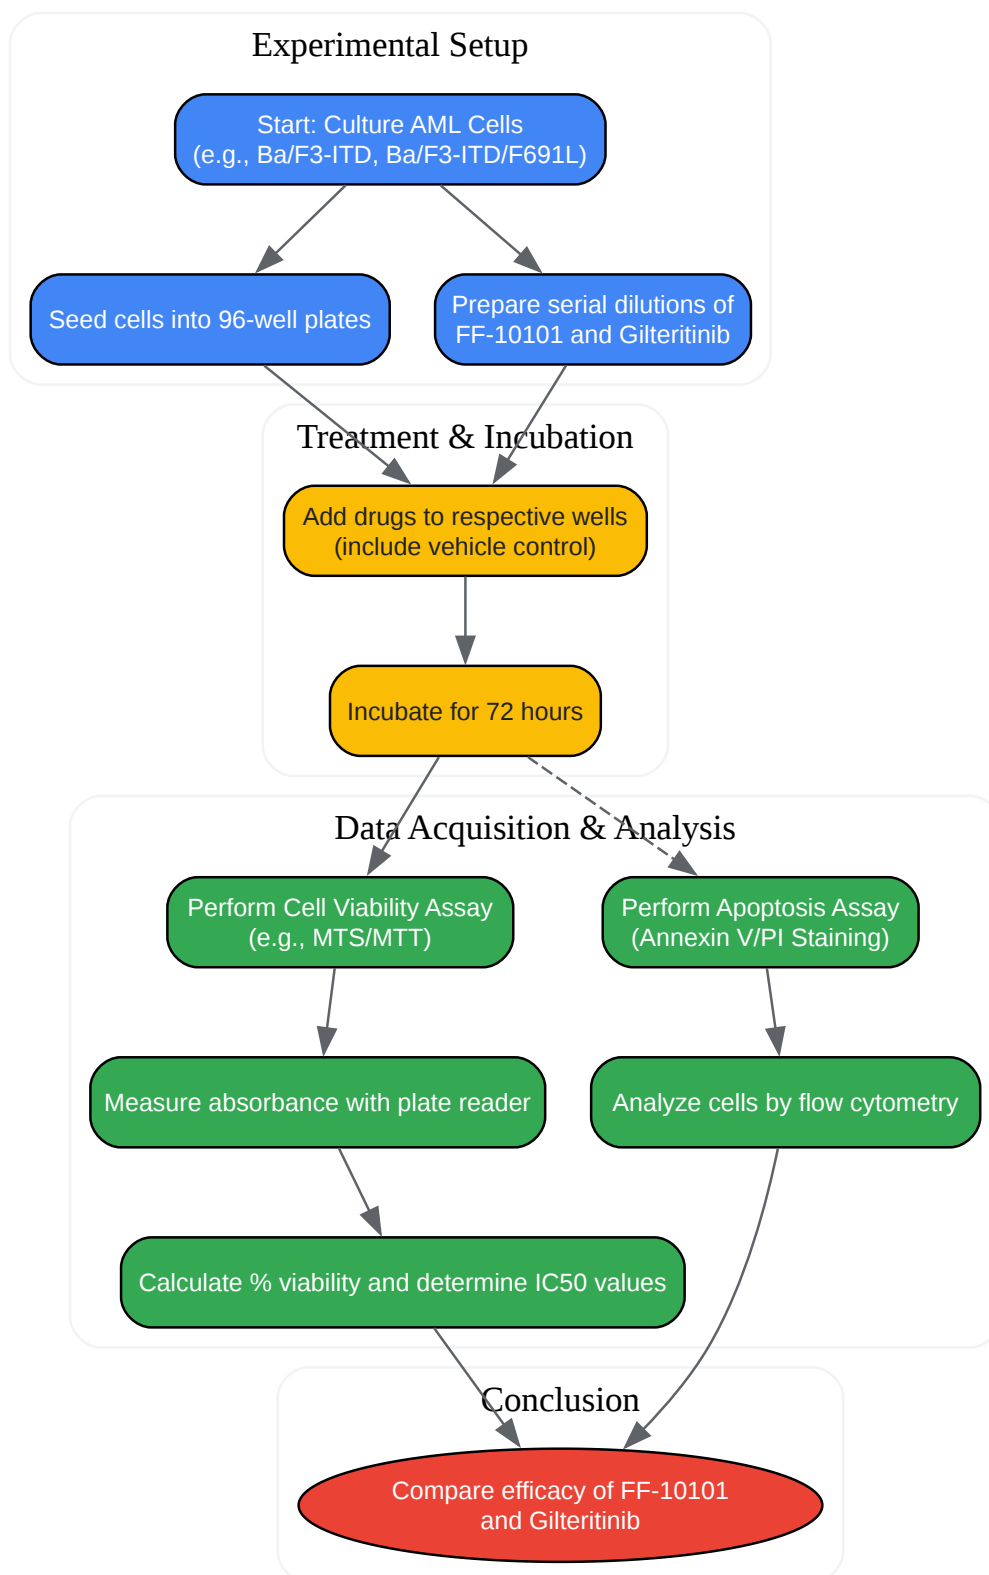 Experimental Setup
Start: Culture AML Cells
(e.g., Ba/F3-ITD, Ba/F3-ITD/F691L)
Seed cells into 96-well plates
Prepare serial dilutions of
FF-10101 and Gilteritinib
Treatment & Incubation
Add drugs to respective wells
(include vehicle control)
Incubate for 72 hours
Data Acquisition & Analysis
Perform Cell Viability Assay
(e.g., MTS/MTT)
Perform Apoptosis Assay
(Annexin V/PI Staining)
Measure absorbance with plate reader
Analyze cells by flow cytometry
Calculate % viability and determine IC50 values
Conclusion
Compare efficacy of FF-10101
and Gilteritinib